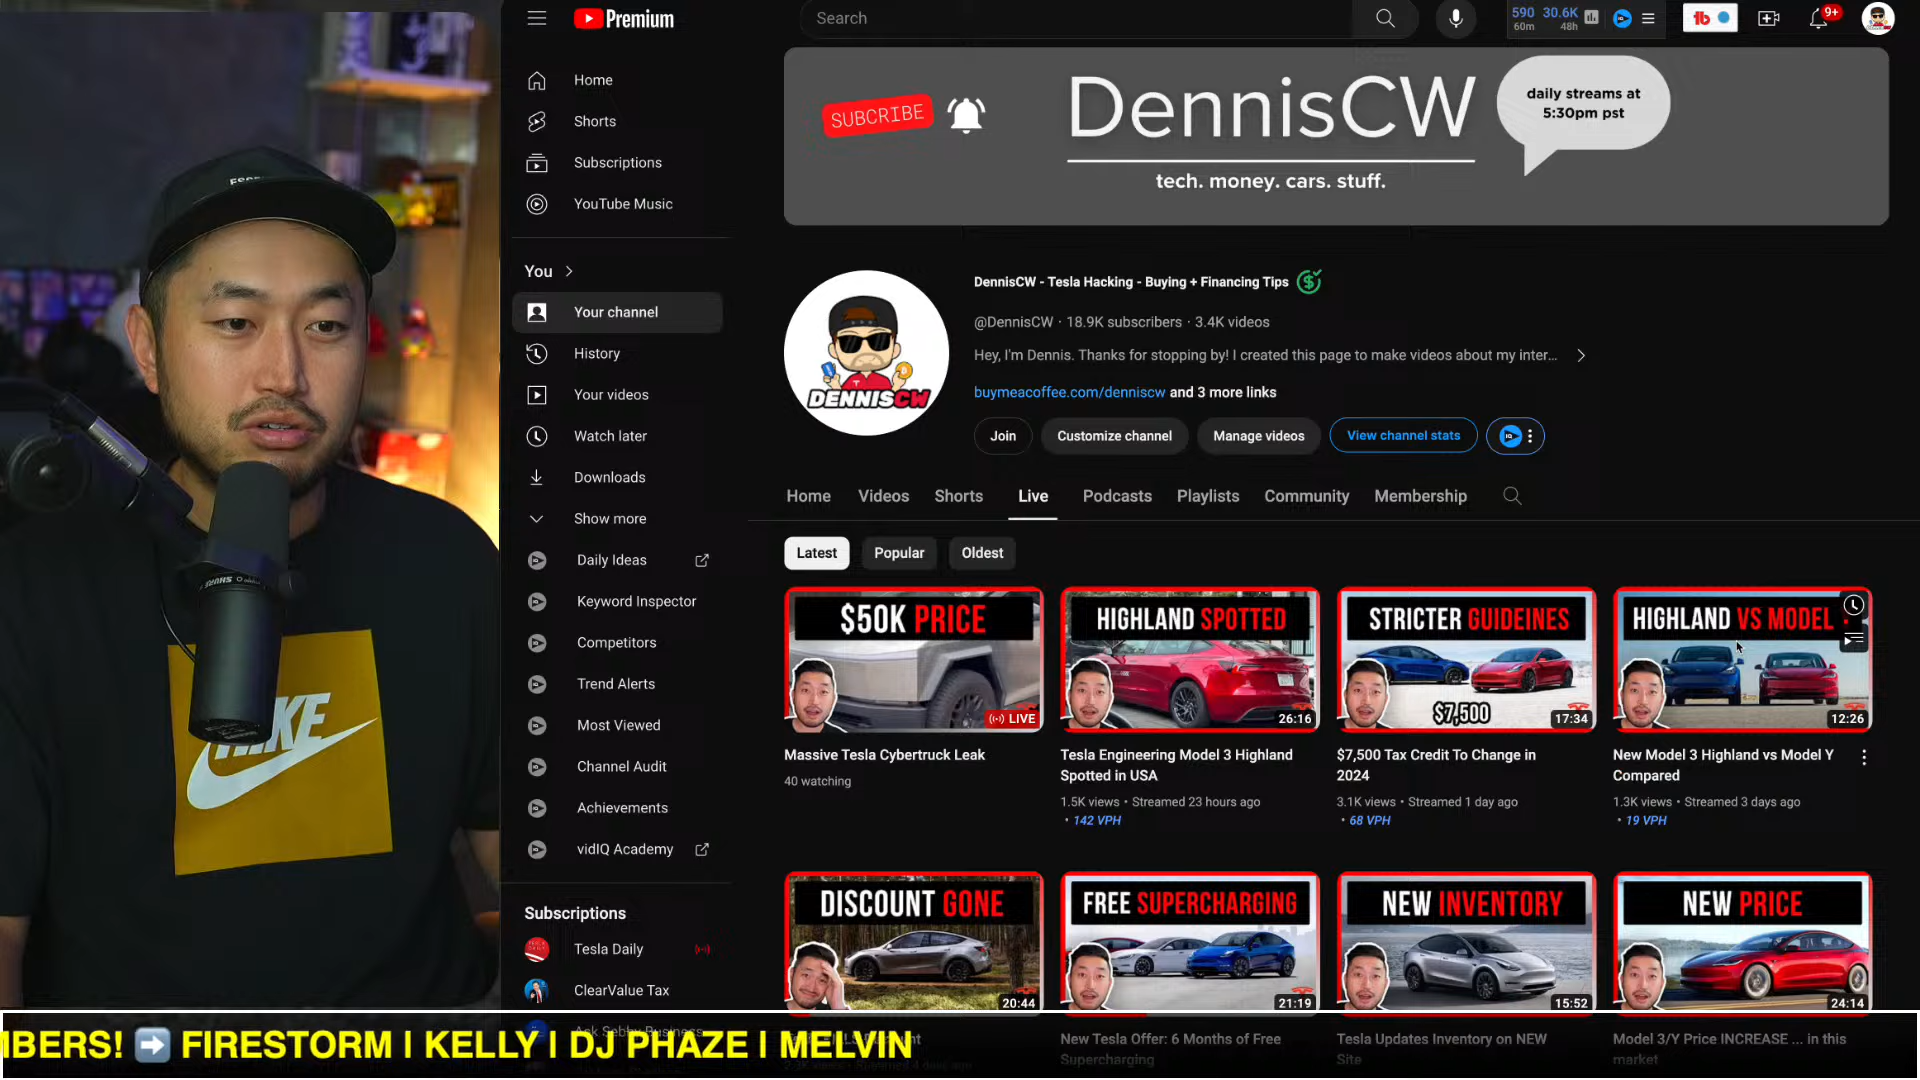 Premium
Search
590 30.6K
60m 48h
9+
Home
Shorts
Subscriptions
YouTube Music
You
Your channel
History
Your videos
Watch later
Downloads
Show more
Daily Ideas
Keyword Inspector
Competitors
Trend Alerts
Most Viewed
Channel Audit
Achievements
vidIQ Academy
Subscriptions
Tesla Daily
ClearValue Tax
Ask Sebby Business
SUBCRIBE
DennisCW
tech. money. cars. stuff.
daily streams at
5:30pm pst
DENNISCW
DennisCW - Tesla Hacking - Buying + Financing Tips
@DennisCW · 18.9K subscribers · 3.4K videos
Hey, I'm Dennis. Thanks for stopping by! I created this page to make videos about my inter...
buymeacoffee.com/denniscw and 3 more links
Join Customize channel Manage videos View channel stats
Home Videos Shorts Live Podcasts Playlists Community Membership
Latest Popular Oldest
$50K PRICE
LIVE
Massive Tesla Cybertruck Leak
40 watching
HIGHLAND SPOTTED
26:16
Tesla Engineering Model 3 Highland
Spotted in USA
1.5K views • Streamed 23 hours ago
• 142 VPH
STRICTER GUIDEINES
$7,500
17:34
$7,500 Tax Credit To Change in
2024
3.1K views • Streamed 1 day ago
• 68 VPH
HIGHLAND VS MODEL
12:26
New Model 3 Highland vs Model Y
Compared
1.3K views • Streamed 3 days ago
• 19 VPH
DISCOUNT GONE
20:44
FREE SUPERCHARGING
21:19
New Tesla Offer: 6 Months of Free
Supercharging
NEW INVENTORY
15:52
Tesla Updates Inventory on NEW
Site
NEW PRICE
24:14
Model 3/Y Price INCREASE ... in this
market
SHURE
NIKE
MBERS! ➡ FIRESTORM | KELLY | DJ PHAZE | MELVIN